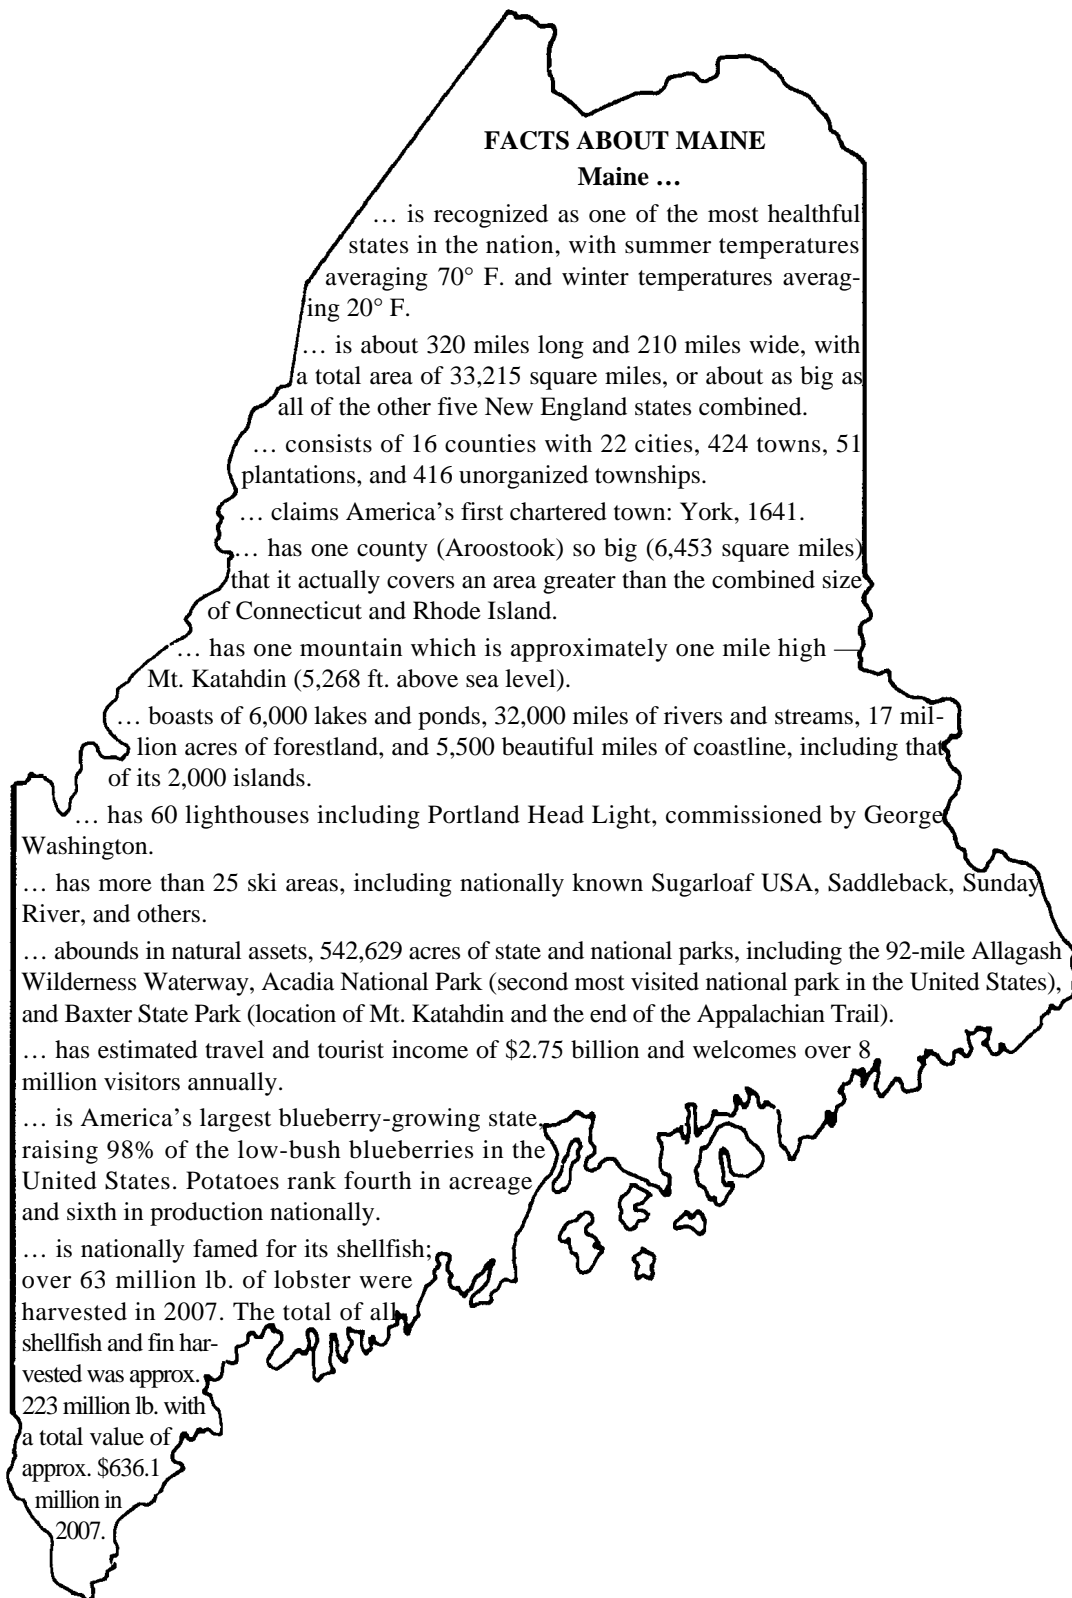 FACTS ABOUT MAINE
Maine …
… is recognized as one of the most healthful
states in the nation, with summer temperatures
averaging 70° F. and winter temperatures averag-
ing 20° F.
… is about 320 miles long and 210 miles wide, with
a total area of 33,215 square miles, or about as big as
all of the other five New England states combined.
… consists of 16 counties with 22 cities, 424 towns, 51
plantations, and 416 unorganized townships.
… claims America’s first chartered town: York, 1641.
… has one county (Aroostook) so big (6,453 square miles)
that it actually covers an area greater than the combined size
of Connecticut and Rhode Island.
… has one mountain which is approximately one mile high —
Mt. Katahdin (5,268 ft. above sea level).
… boasts of 6,000 lakes and ponds, 32,000 miles of rivers and streams, 17 mil-
lion acres of forestland, and 5,500 beautiful miles of coastline, including that
of its 2,000 islands.
… has 60 lighthouses including Portland Head Light, commissioned by George
Washington.
… has more than 25 ski areas, including nationally known Sugarloaf USA, Saddleback, Sunday
River, and others.
… abounds in natural assets, 542,629 acres of state and national parks, including the 92-mile Allagash
Wilderness Waterway, Acadia National Park (second most visited national park in the United States),
and Baxter State Park (location of Mt. Katahdin and the end of the Appalachian Trail).
… has estimated travel and tourist income of $2.75 billion and welcomes over 8
million visitors annually.
… is America’s largest blueberry-growing state,
raising 98% of the low-bush blueberries in the
United States. Potatoes rank fourth in acreage
and sixth in production nationally.
… is nationally famed for its shellfish;
over 63 million lb. of lobster were
harvested in 2007. The total of all
shellfish and fin har-
vested was approx.
223 million lb. with
a total value of
approx. $636.1
million in
2007.